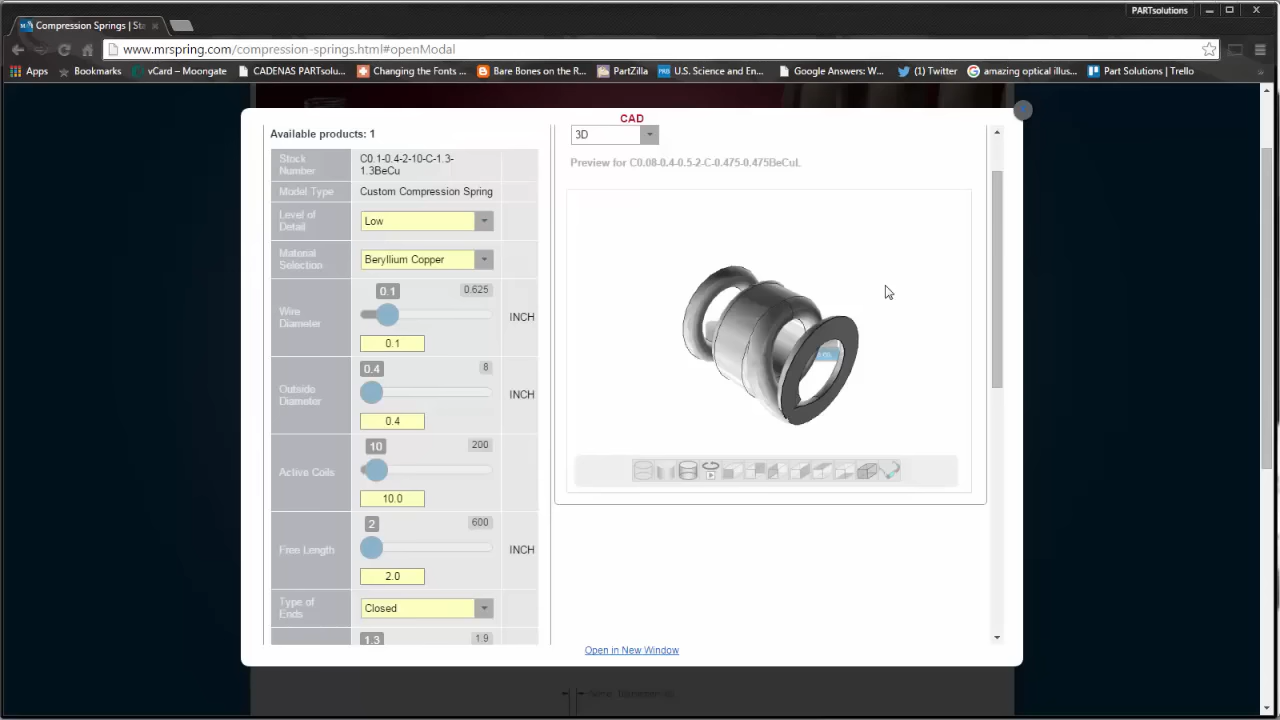 PARTsolutions
Compression Springs | Sta
www.mrspring.com/compression-springs.html#openModal
Apps Bookmarks vCard – Moongate CADENAS PARTsolu... Changing the Fonts ... Bare Bones on the R... PartZilla U.S. Science and En... Google Answers: W... (1) Twitter amazing optical illus... Part Solutions | Trello
Available products: 1
Stock
Number
C0.1-0.4-2-10-C-1.3-
1.3BeCu
Model Type
Custom Compression Spring
Level of
Detail
Low
Material
Selection
Beryllium Copper
Wire
Diameter
0.1 0.625
0.1
INCH
Outside
Diameter
0.4 8
0.4
INCH
Active Coils
10 200
10.0
Free Length
2 600
2.0
INCH
Type of
Ends
Closed
1.3 1.9
CAD
3D
Preview for C0.08-0.4-0.5-2-C-0.475-0.475BeCuL
Open in New Window